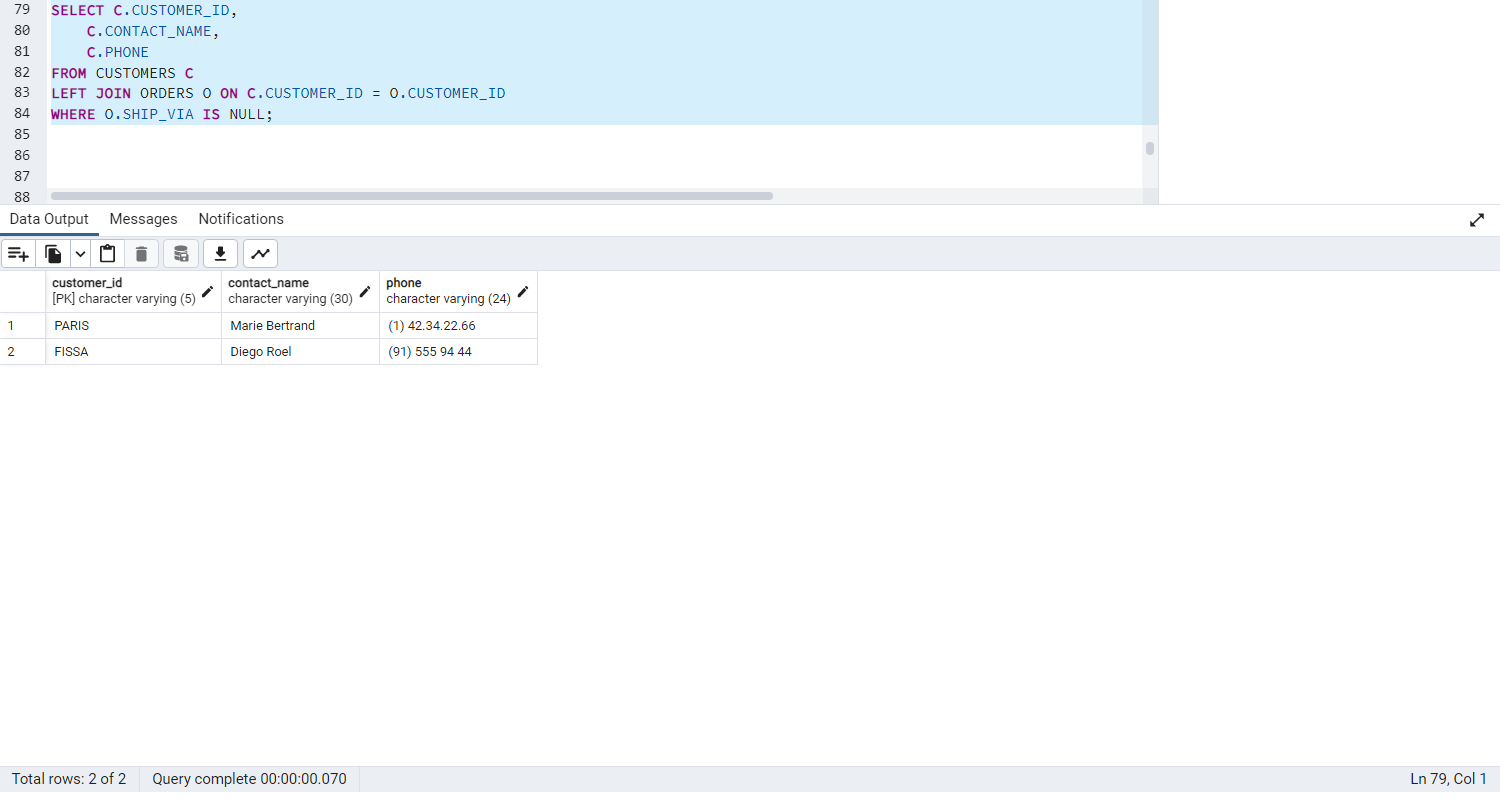 79 SELECT C.CUSTOMER_ID,
80 C.CONTACT_NAME,
81 C.PHONE
82 FROM CUSTOMERS C
83 LEFT JOIN ORDERS O ON C.CUSTOMER_ID = O.CUSTOMER_ID
84 WHERE O.SHIP_VIA IS NULL;
85
86
87
88
Data Output Messages Notifications
customer_id contact_name phone
[PK] character varying (5) character varying (30) character varying (24)
1 PARIS Marie Bertrand (1) 42.34.22.66
2 FISSA Diego Roel (91) 555 94 44
Total rows: 2 of 2 Query complete 00:00:00.070 Ln 79, Col 1